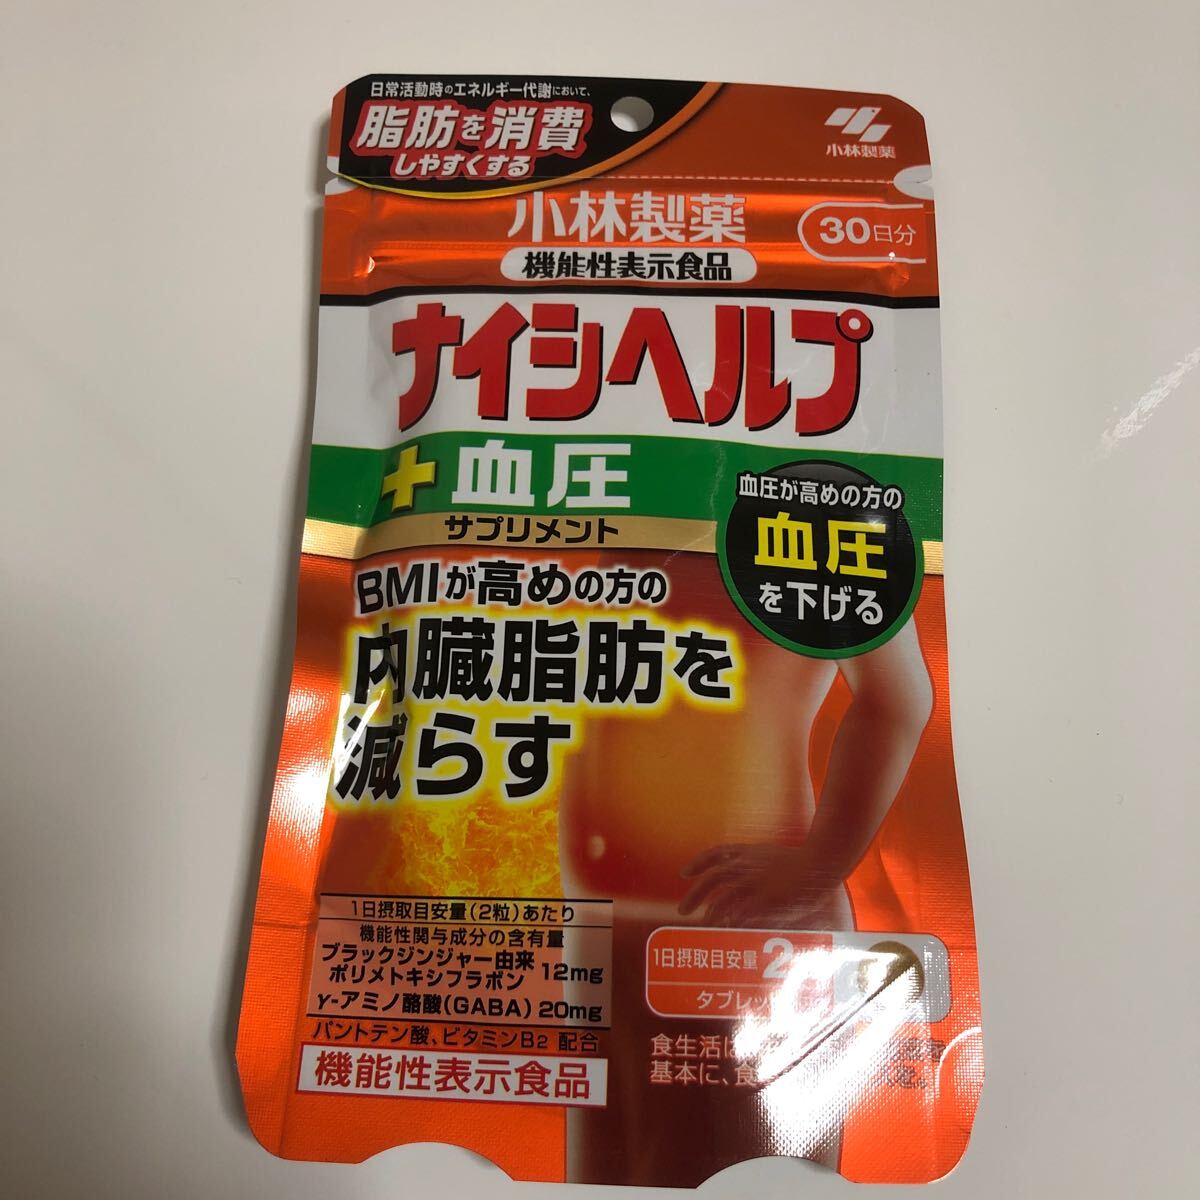 日常活動時のエネルギー代謝において、
脂肪を消費
しやすくする
小林製薬
小林製薬
30日分
機能性表示食品
ナイシヘルプ
+血圧
サプリメント
血圧が高めの方の
血圧
を下げる
BMIが高めの方の
内臓脂肪を
減らす
1日摂取目安量(2粒)あたり
機能性関与成分の含有量
ブラックジンジャー由来
ポリメトキシフラボン 12mg
γ-アミノ酪酸(GABA) 20mg
パントテン酸、ビタミンB2 配合
機能性表示食品
1日摂取目安量 2
タブレッ
食生活は
基本に、食